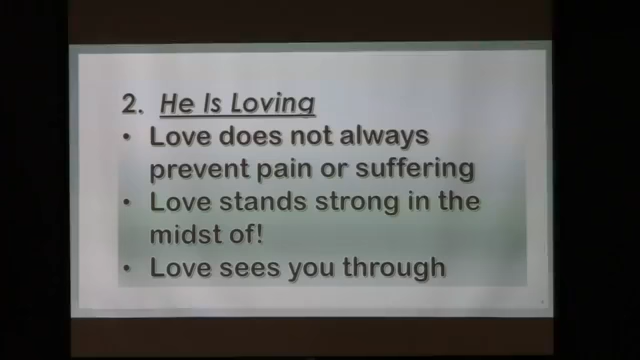 2. He Is Loving
• Love does not always
prevent pain or suffering
• Love stands strong in the
midst of!
• Love sees you through